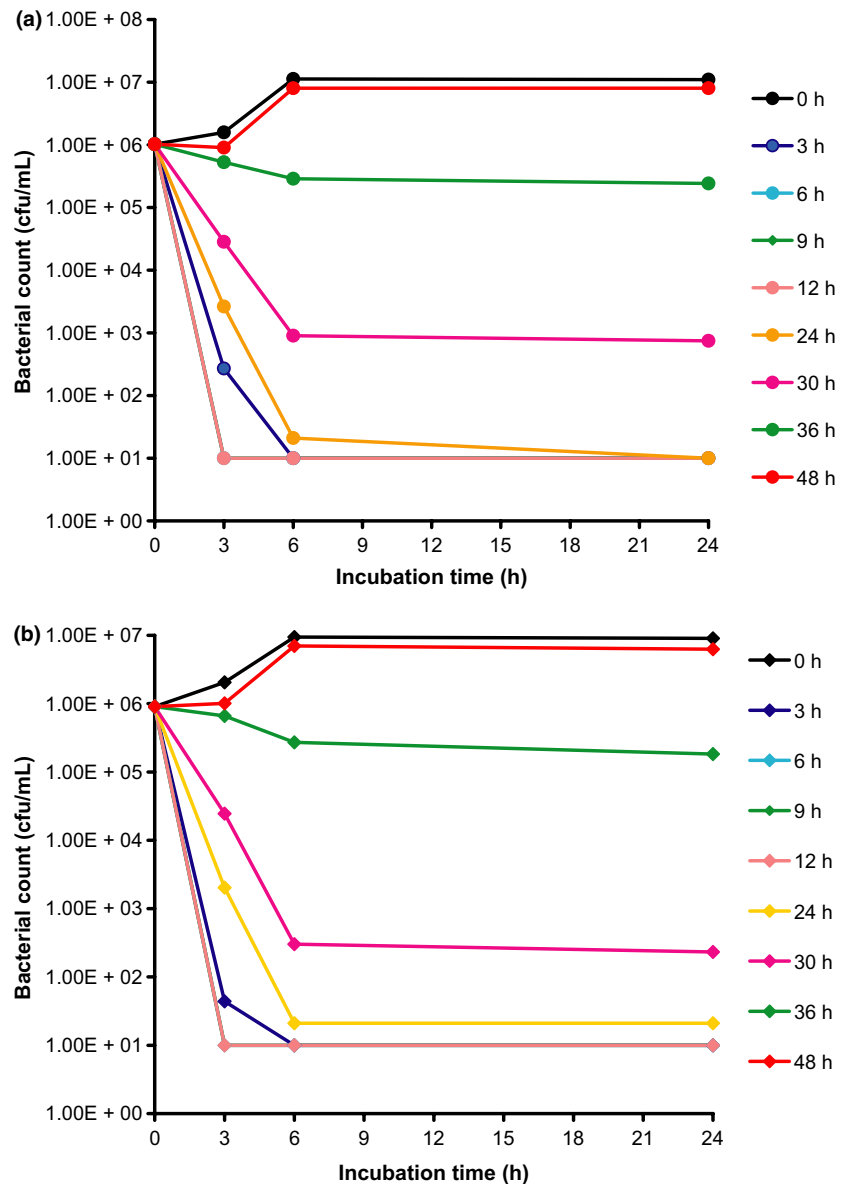 (a)
1.00E + 08
1.00E + 07
1.00E + 06
1.00E + 05
1.00E + 04
1.00E + 03
1.00E + 02
1.00E + 01
1.00E + 00
Bacterial count (cfu/mL)
0 3 6 9 12 15 18 21 24
Incubation time (h)
0 h
3 h
6 h
9 h
12 h
24 h
30 h
36 h
48 h
(b)
1.00E + 07
1.00E + 06
1.00E + 05
1.00E + 04
1.00E + 03
1.00E + 02
1.00E + 01
1.00E + 00
Bacterial count (cfu/mL)
0 3 6 9 12 15 18 21 24
Incubation time (h)
0 h
3 h
6 h
9 h
12 h
24 h
30 h
36 h
48 h